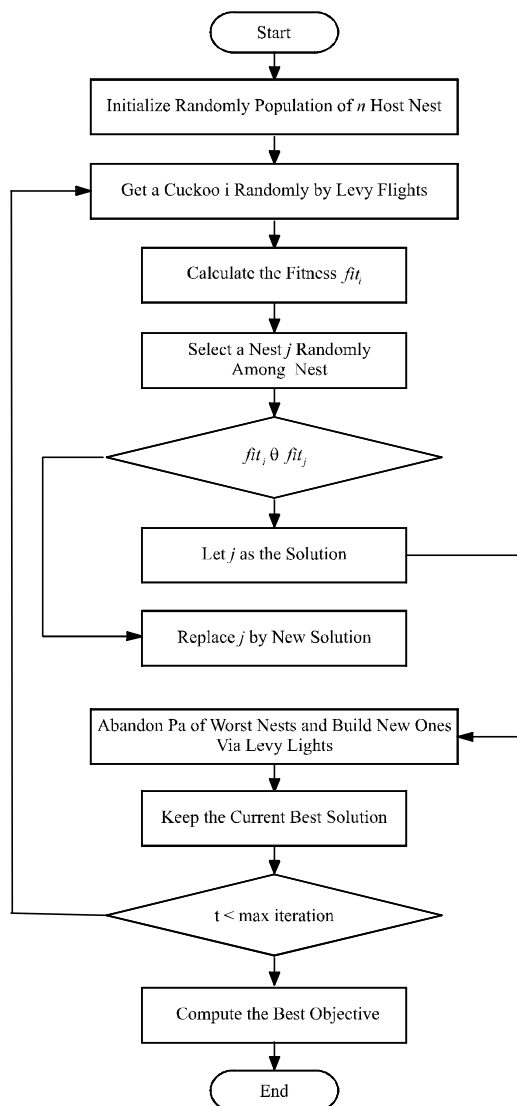 Start
Initialize Randomly Population of n Host Nest
Get a Cuckoo i Randomly by Levy Flights
Calculate the Fitness fitᵢ
Select a Nest j Randomly
Among Nest
fitᵢ θ fitⱼ
Let j as the Solution
Replace j by New Solution
Abandon Pa of Worst Nests and Build New Ones
Via Levy Lights
Keep the Current Best Solution
t < max iteration
Compute the Best Objective
End